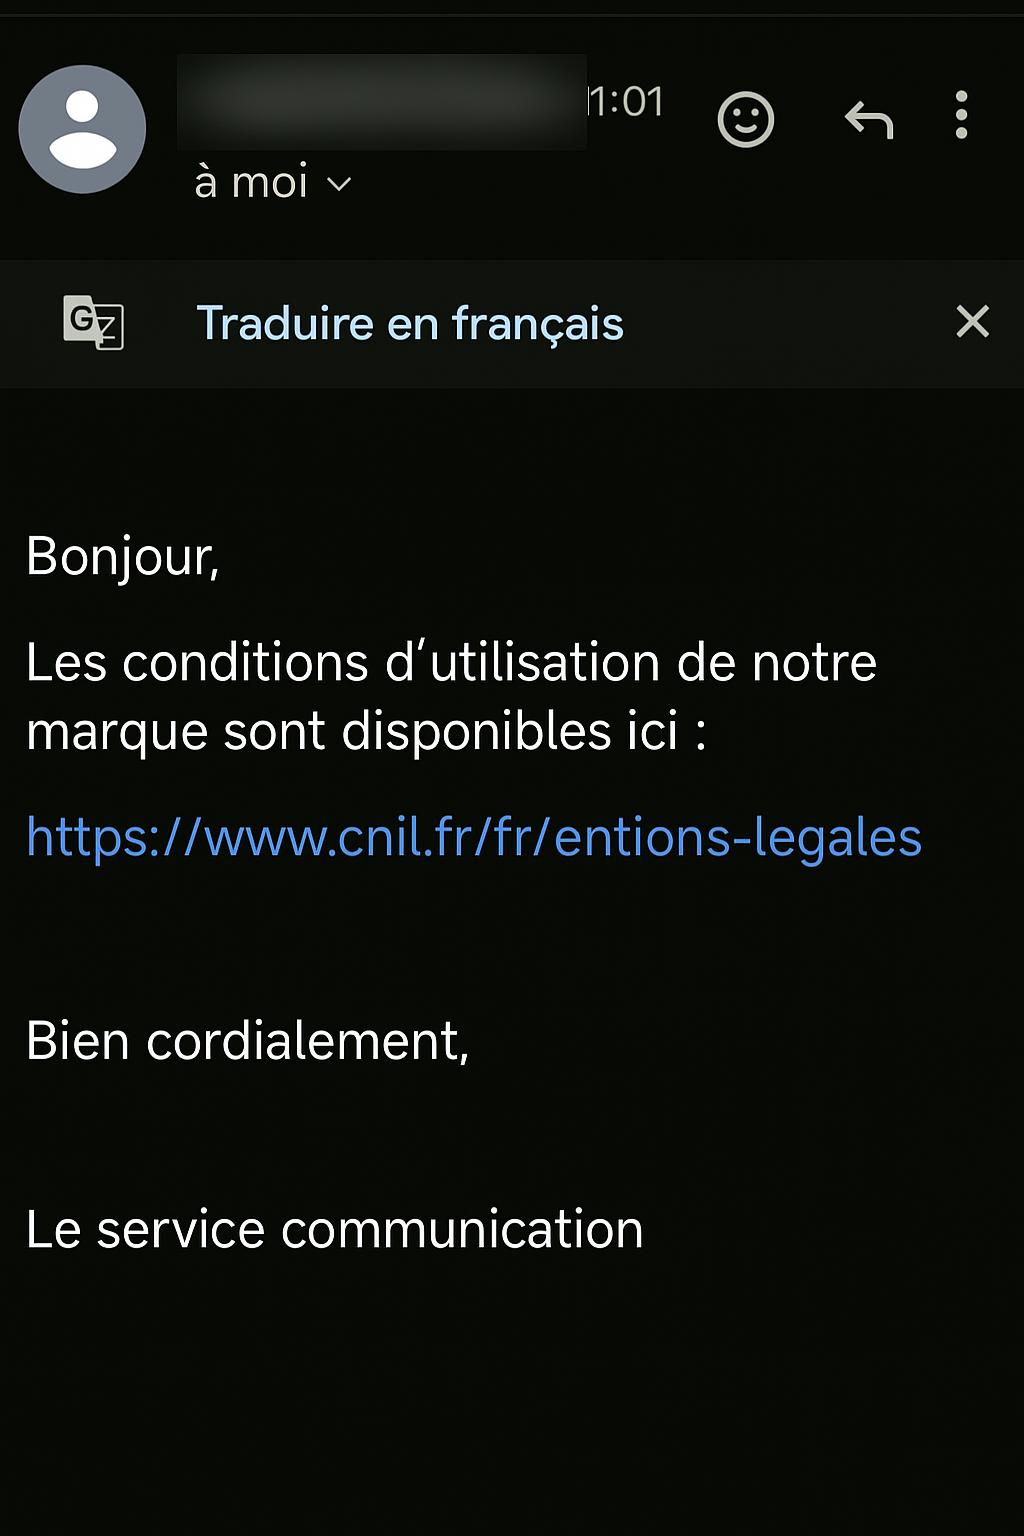 1:01
à moi
Traduire en français
Bonjour,
Les conditions d’utilisation de notre
marque sont disponibles ici :
https://www.cnil.fr/fr/entions-legales
Bien cordialement,
Le service communication